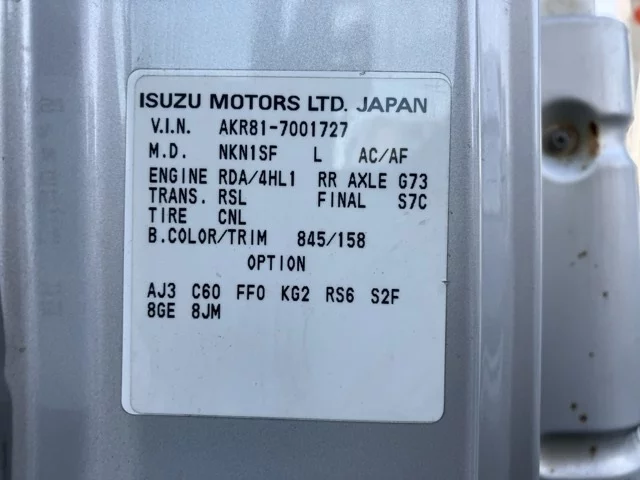 ISUZU MOTORS LTD. JAPAN
V.I.N. AKR81-7001727
M.D. NKN1SF L AC/AF
ENGINE RDA/4HL1 RR AXLE G73
TRANS. RSL FINAL S7C
TIRE CNL
B.COLOR/TRIM 845/158
OPTION
AJ3 C60 FF0 KG2 RS6 S2F
8GE 8JM